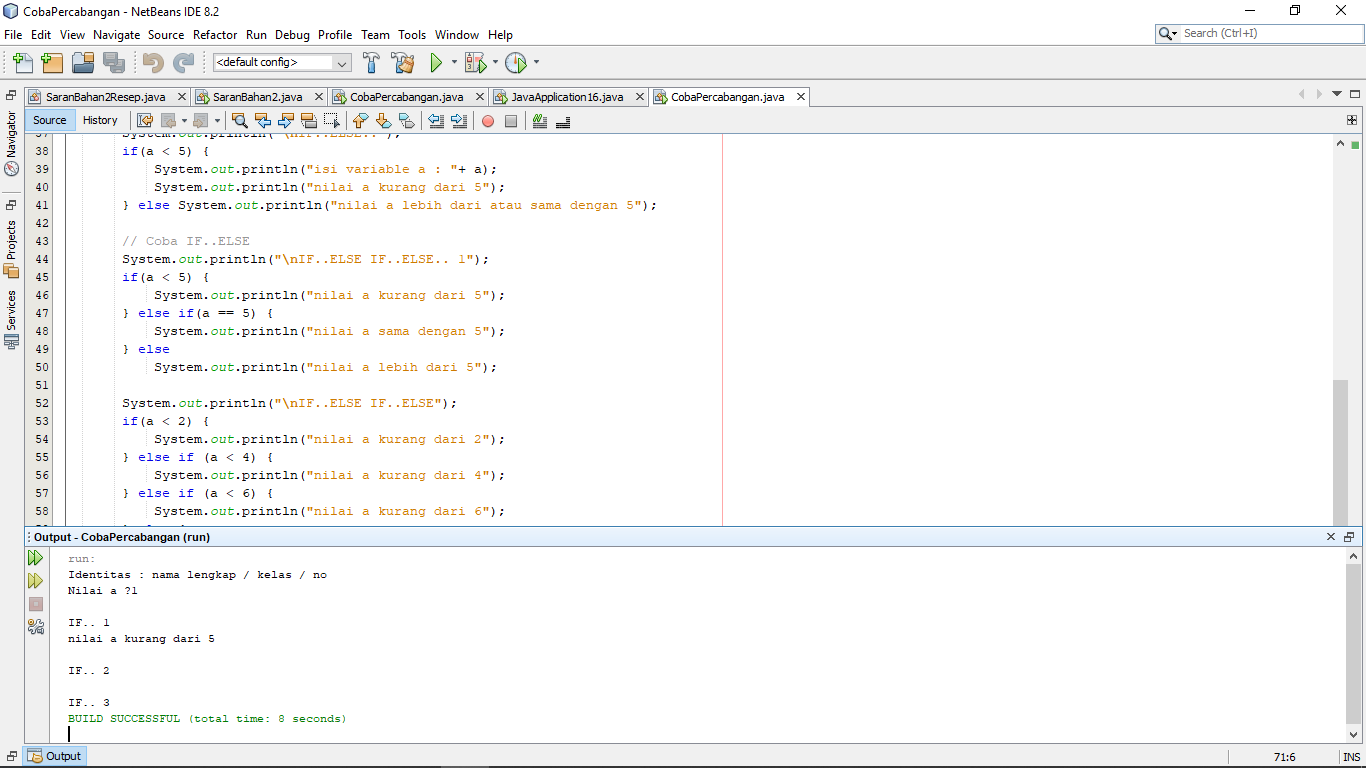 CobaPercabangan - NetBeans IDE 8.2
File Edit View Navigate Source Refactor Run Debug Profile Team Tools Window Help
Search (Ctrl+I)
<default config>
SaranBahan2Resep.java SaranBahan2.java CobaPercabangan.java JavaApplication16.java CobaPercabangan.java
Source History
Navigator
Projects
Services
37 System.out.println("\nIF..ELSE..");
38 if(a < 5) {
39 System.out.println("isi variable a : "+ a);
40 System.out.println("nilai a kurang dari 5");
41 } else System.out.println("nilai a lebih dari atau sama dengan 5");
42
43 // Coba IF..ELSE
44 System.out.println("\nIF..ELSE IF..ELSE.. 1");
45 if(a < 5) {
46 System.out.println("nilai a kurang dari 5");
47 } else if(a == 5) {
48 System.out.println("nilai a sama dengan 5");
49 } else
50 System.out.println("nilai a lebih dari 5");
51
52 System.out.println("\nIF..ELSE IF..ELSE");
53 if(a < 2) {
54 System.out.println("nilai a kurang dari 2");
55 } else if (a < 4) {
56 System.out.println("nilai a kurang dari 4");
57 } else if (a < 6) {
58 System.out.println("nilai a kurang dari 6");
Output - CobaPercabangan (run)
run:
Identitas : nama lengkap / kelas / no
Nilai a ?1
IF.. 1
nilai a kurang dari 5
IF.. 2
IF.. 3
BUILD SUCCESSFUL (total time: 8 seconds)
Output
71:6 INS